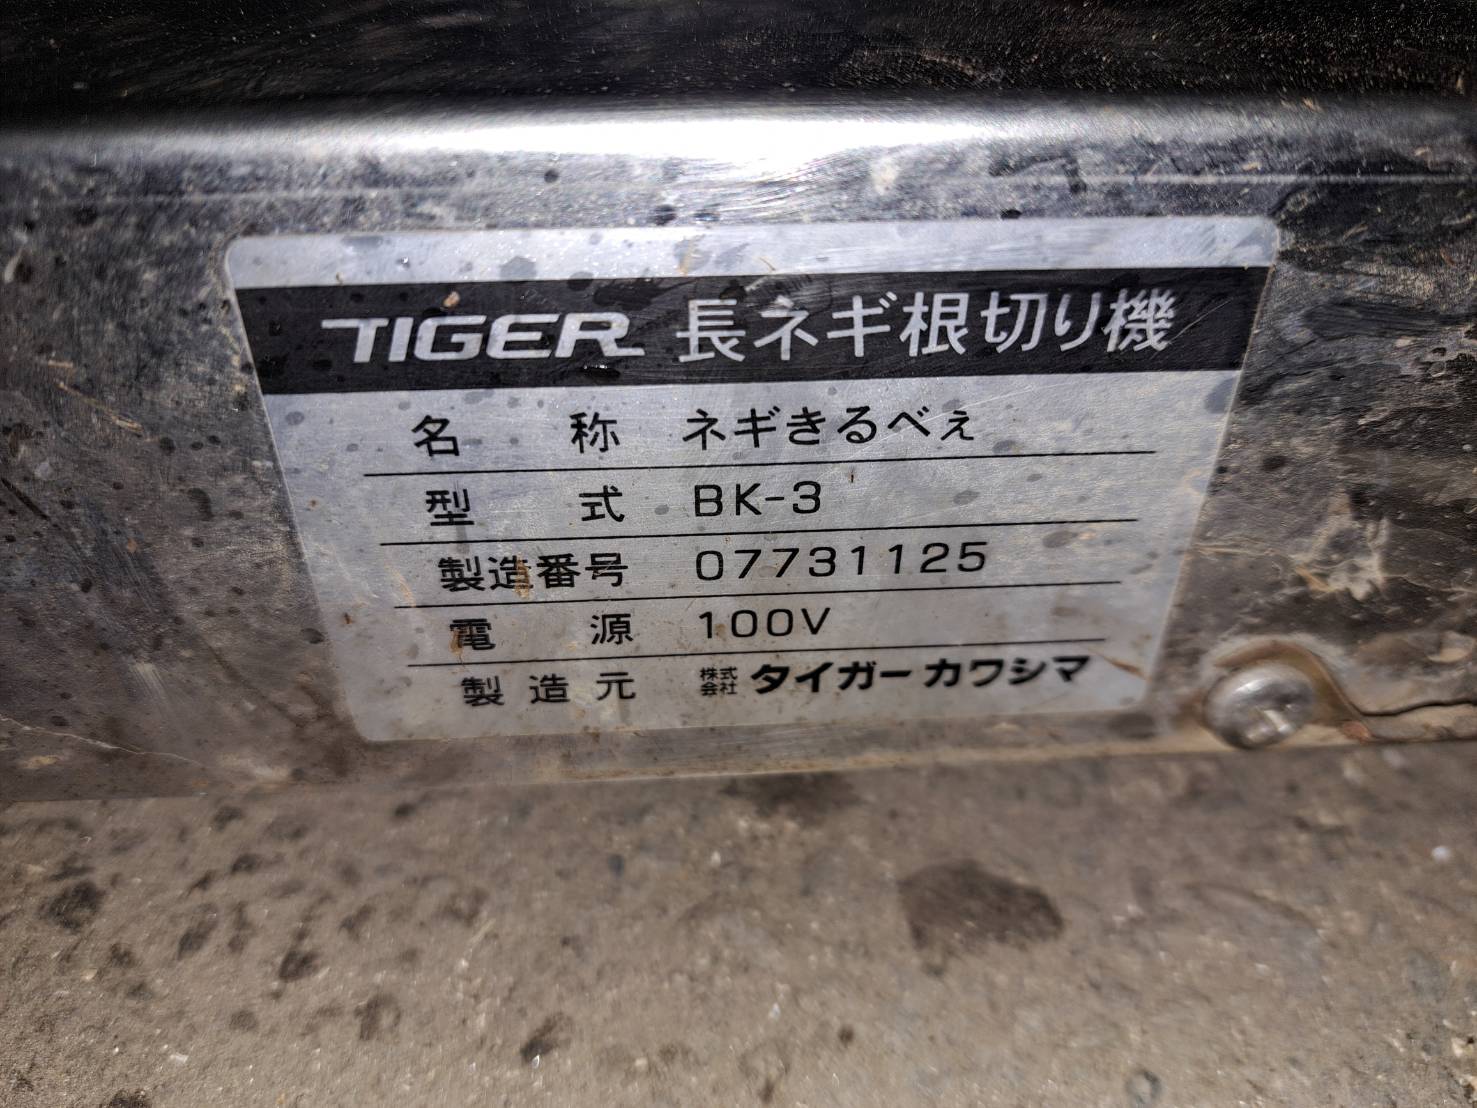 TIGER 長ネギ根切り機
名 称 ネギきるべぇ
型 式 BK-3
製造番号 07731125
電 源 100V
製 造 元 株式会社 タイガーカワシマ